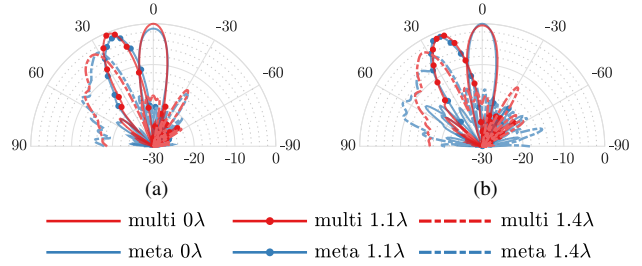 0 0
30 -30 30 -30
60 -60 60 -60
90 -90 90 -90
-30 -20 -10 0 -30 -20 -10 0
(a) (b)
multi 0λ multi 1.1λ multi 1.4λ
meta 0λ meta 1.1λ meta 1.4λ